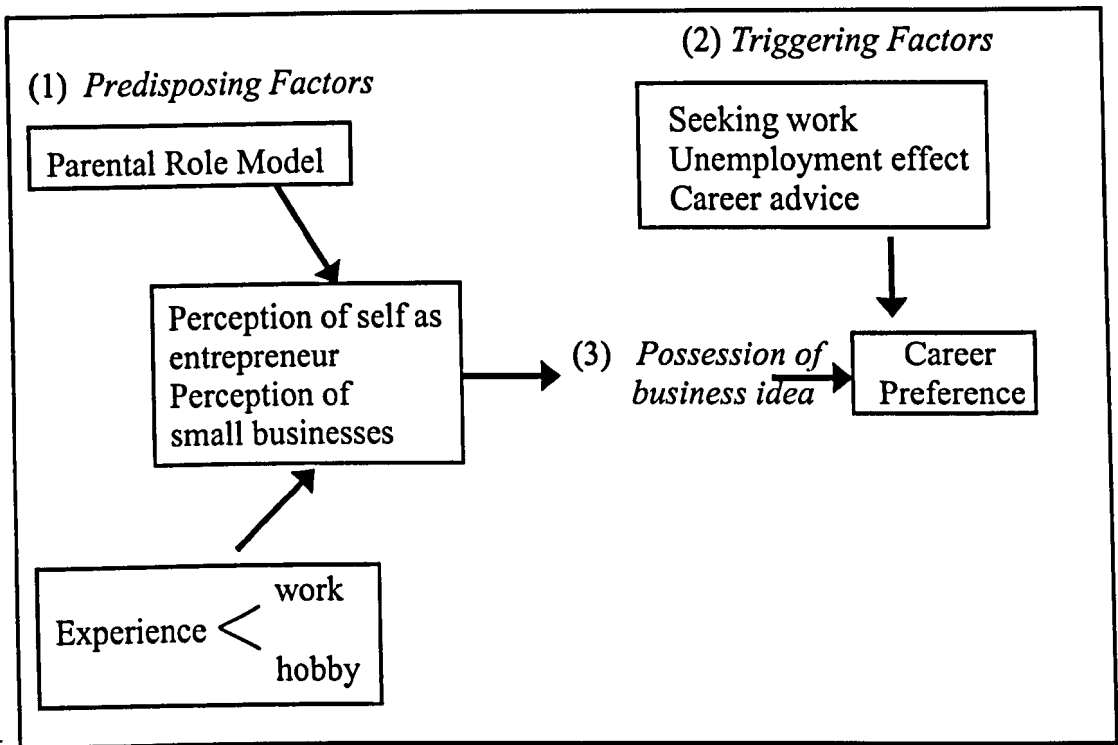 (1) Predisposing Factors
Parental Role Model
Perception of self as
entrepreneur
Perception of
small businesses
Experience
work
hobby
(2) Triggering Factors
Seeking work
Unemployment effect
Career advice
(3) Possession of
business idea
Career
Preference